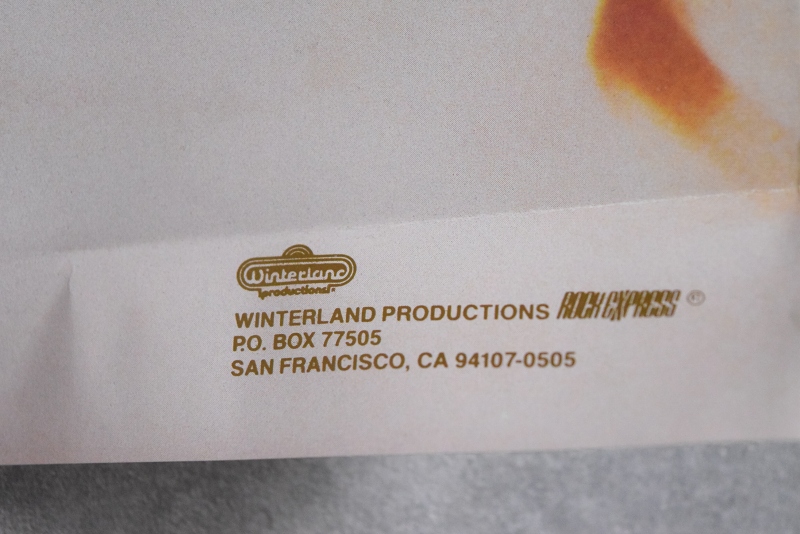 Winterland
productions
WINTERLAND PRODUCTIONS ROCK EXPRESS
P.O. BOX 77505
SAN FRANCISCO, CA 94107-0505